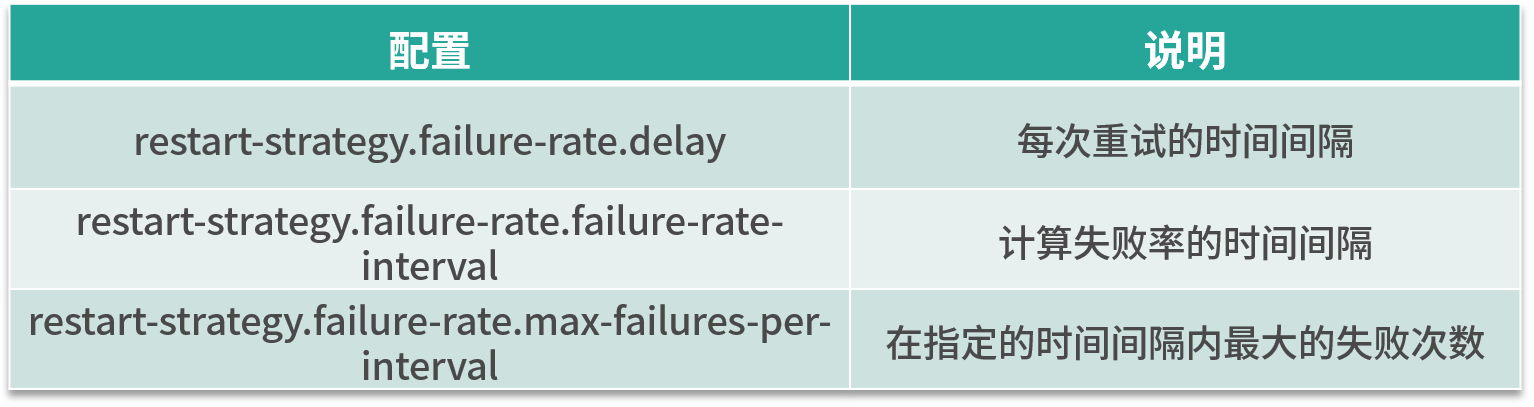 配置
说明
restart-strategy.failure-rate.delay
每次重试的时间间隔
restart-strategy.failure-rate.failure-rate-
interval
计算失败率的时间间隔
restart-strategy.failure-rate.max-failures-per-
interval
在指定的时间间隔内最大的失败次数